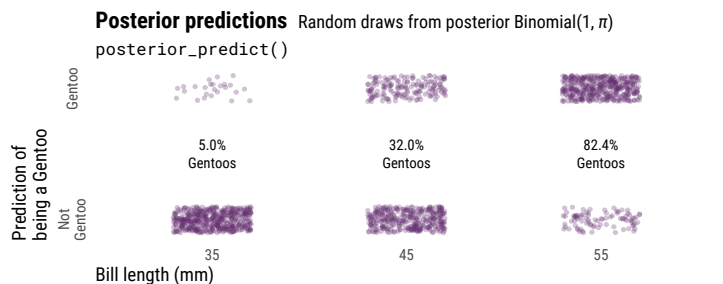 Posterior predictions Random draws from posterior Binomial(1, π)
posterior_predict()
Gentoo
5.0%
Gentoos
32.0%
Gentoos
82.4%
Gentoos
Prediction of
being a Gentoo
Not
Gentoo
35
45
55
Bill length (mm)